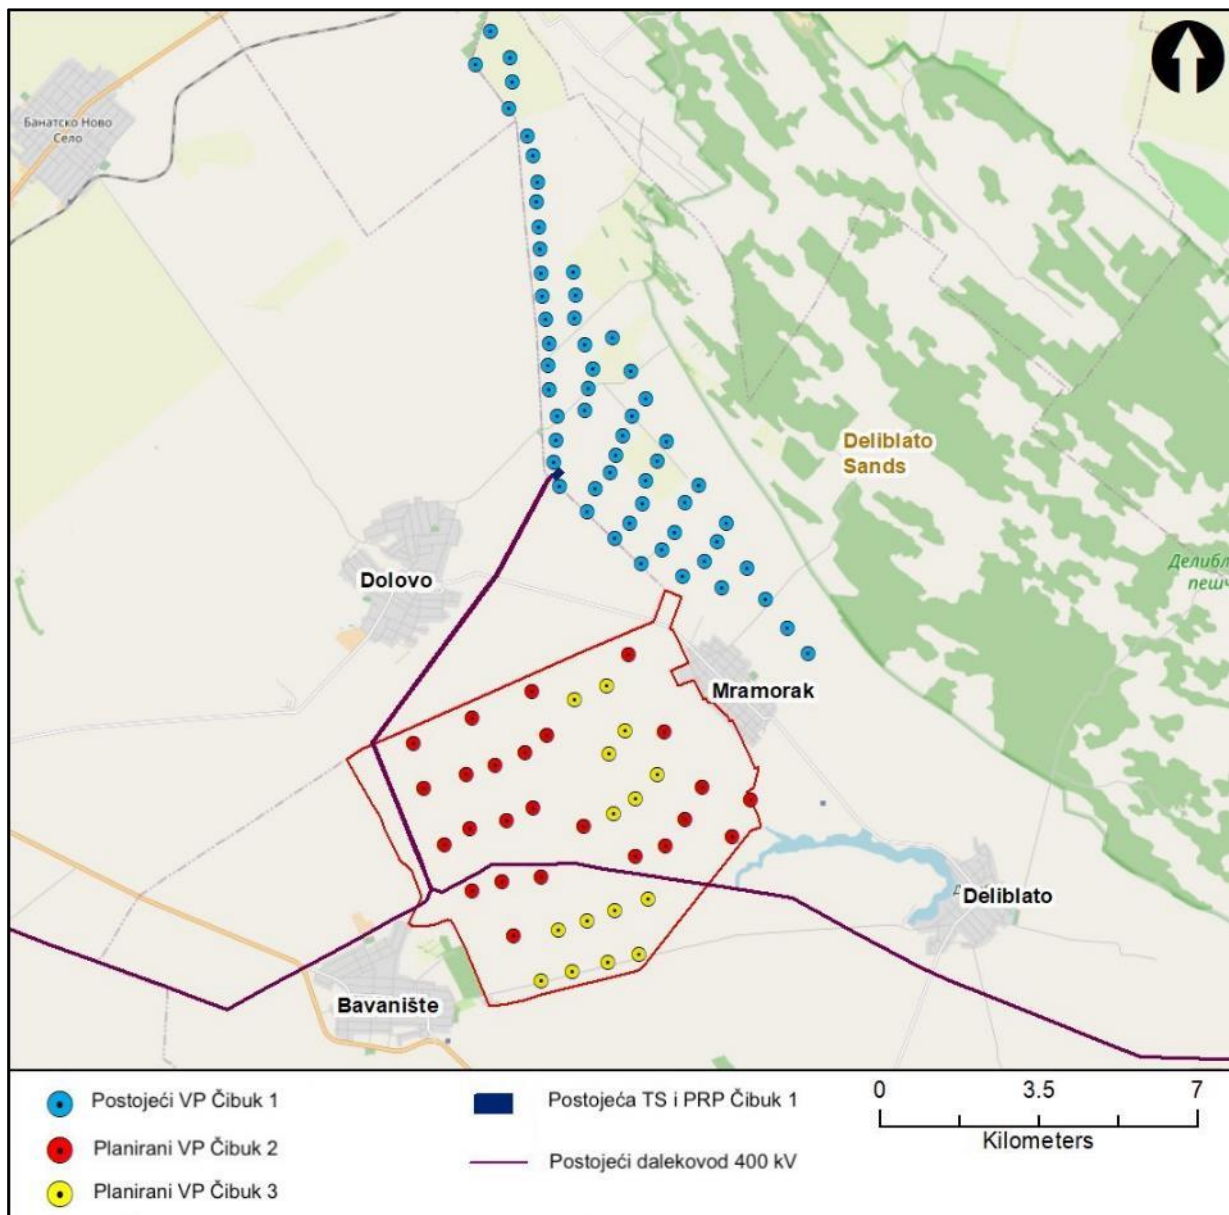 Банатско Ново
Село
Deliblato
Sands
Делибл
пешч
Dolovo
Mramorak
Deliblato
Bavanište
Postojeći VP Čibuk 1
Planirani VP Čibuk 2
Planirani VP Čibuk 3
Postojeća TS i PRP Čibuk 1
Postojeći dalekovod 400 kV
0 3.5 7
Kilometers